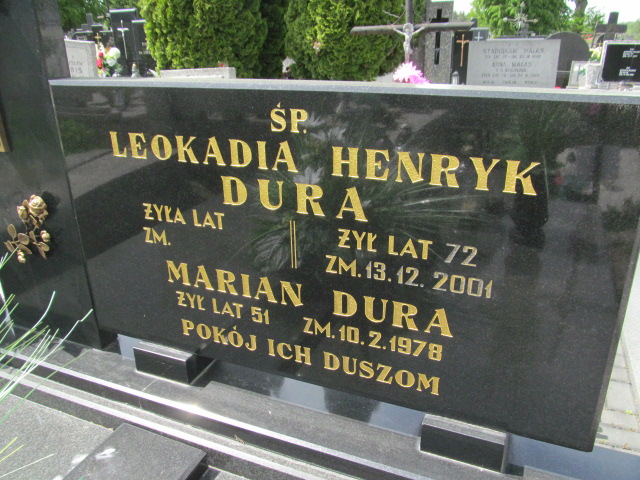 ŚP.
LEOKADIA HENRYK
DURA
ŻYŁA LAT
ZM.
ŻYŁ LAT 72
ZM. 13. 12. 2001
MARIAN DURA
ŻYŁ LAT 51 ZM. 10. 2. 1978
POKÓJ ICH DUSZOM